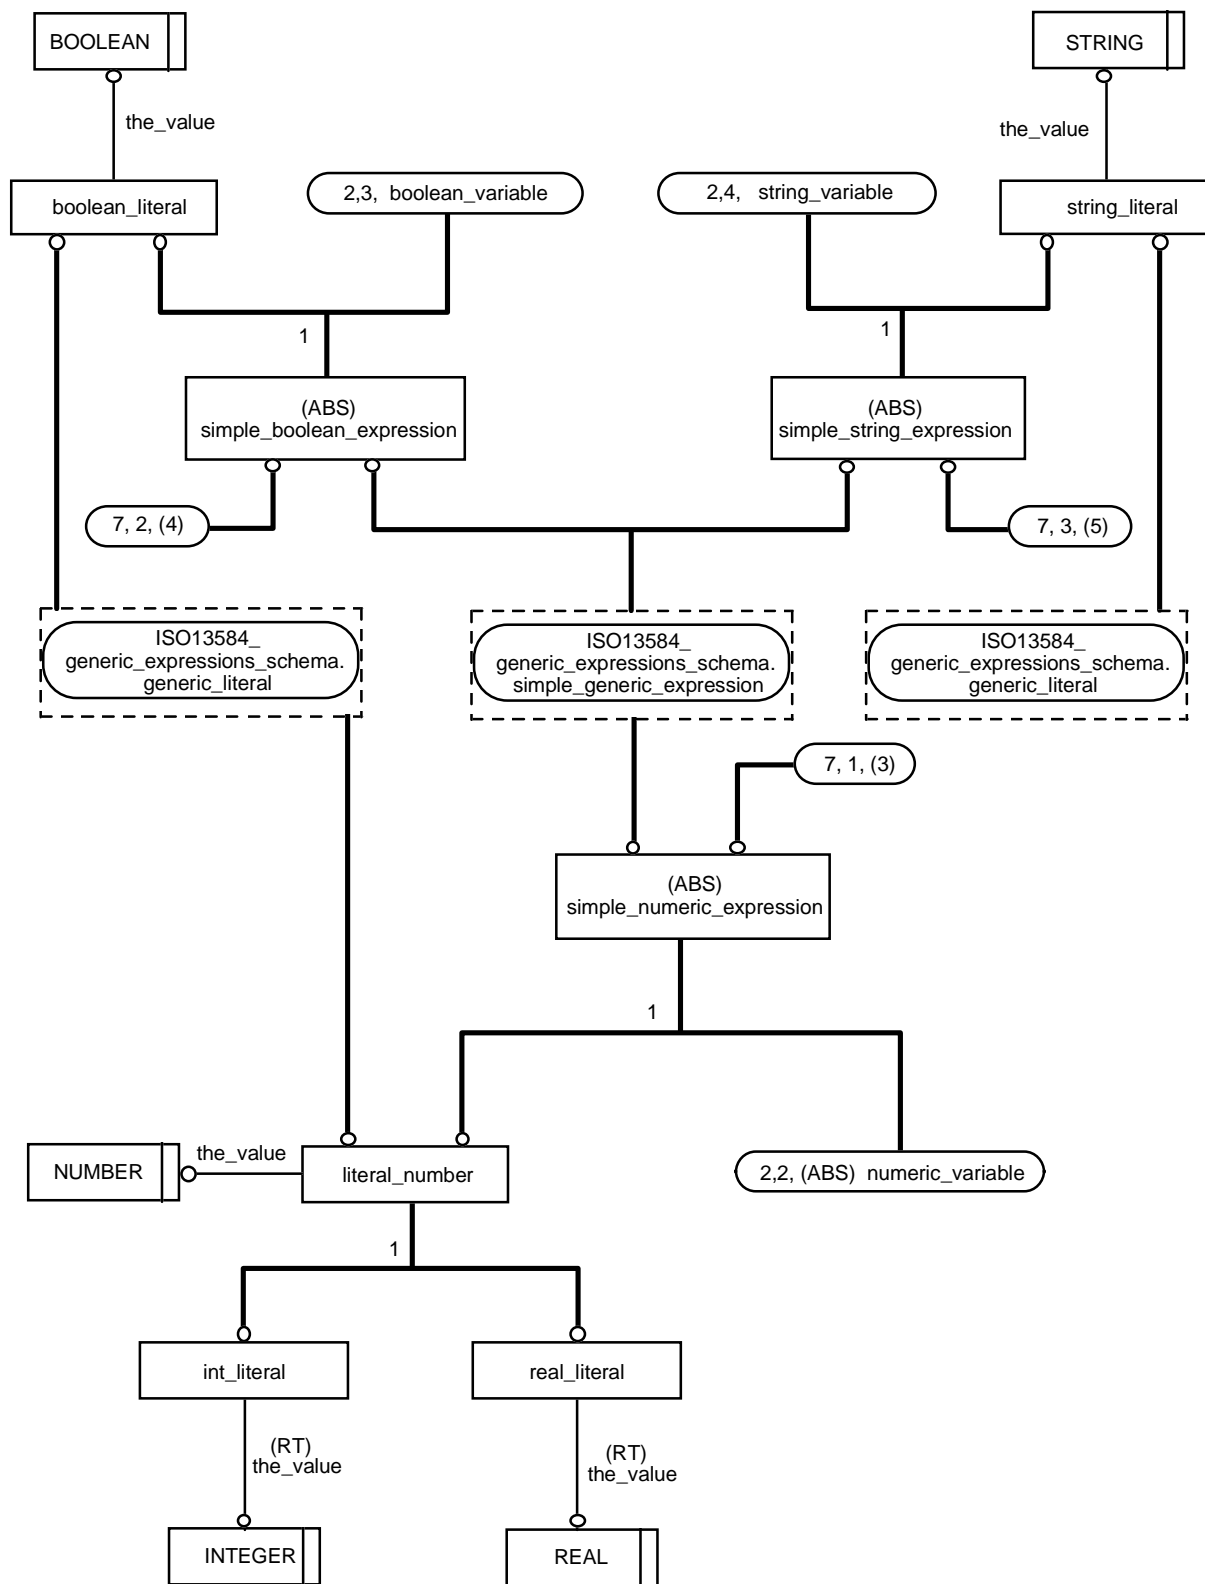 BOOLEAN
STRING
the_value
the_value
boolean_literal
2,3, boolean_variable
2,4, string_variable
string_literal
1
1
(ABS)
simple_boolean_expression
(ABS)
simple_string_expression
7, 2, (4)
7, 3, (5)
ISO13584_
generic_expressions_schema.
generic_literal
ISO13584_
generic_expressions_schema.
simple_generic_expression
ISO13584_
generic_expressions_schema.
generic_literal
7, 1, (3)
(ABS)
simple_numeric_expression
1
NUMBER
the_value
literal_number
2,2, (ABS) numeric_variable
1
int_literal
real_literal
(RT)
the_value
(RT)
the_value
INTEGER
REAL